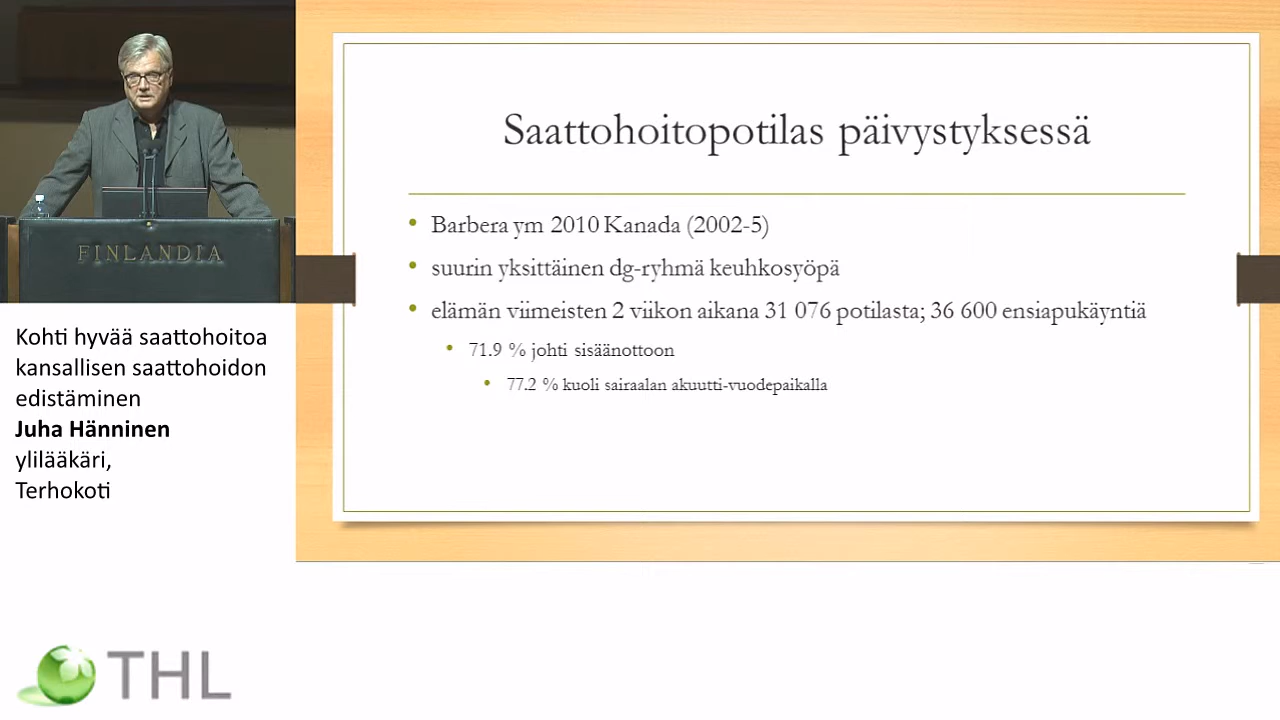 FINLANDIA
Kohti hyvää saattohoitoa
kansallisen saattohoidon
edistäminen
Juha Hänninen
ylilääkäri,
Terhokoti
THL
Saattohoitopotilas päivystyksessä
• Barbera ym 2010 Kanada (2002-5)
• suurin yksittäinen dg-ryhmä keuhkosyöpä
• elämän viimeisten 2 viikon aikana 31 076 potilasta; 36 600 ensiapukäyntiä
• 71.9 % johti sisäänottoon
• 77.2 % kuoli sairaalan akuutti-vuodepaikalla